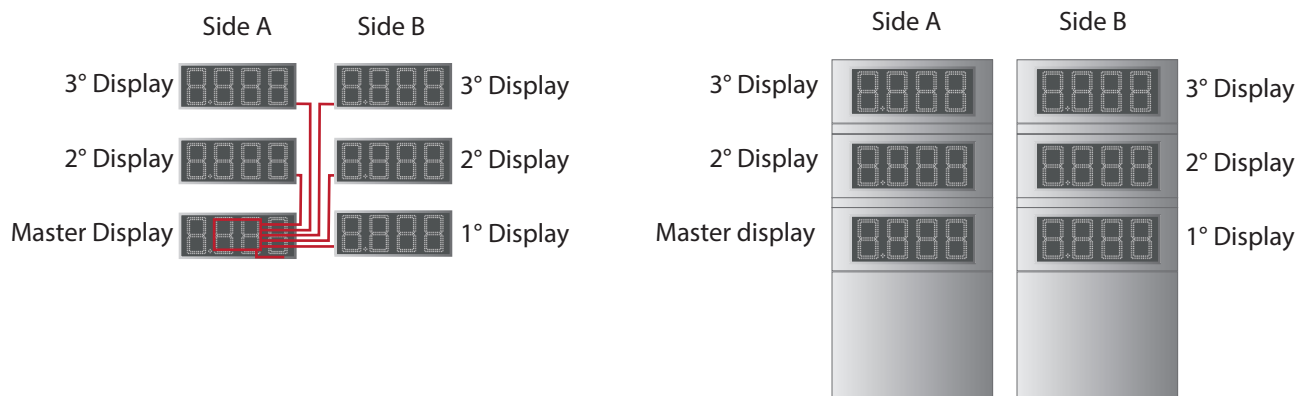 Side A Side B
3° Display 3° Display
2° Display 2° Display
Master Display 1° Display
Side A Side B
3° Display 3° Display
2° Display 2° Display
Master display 1° Display